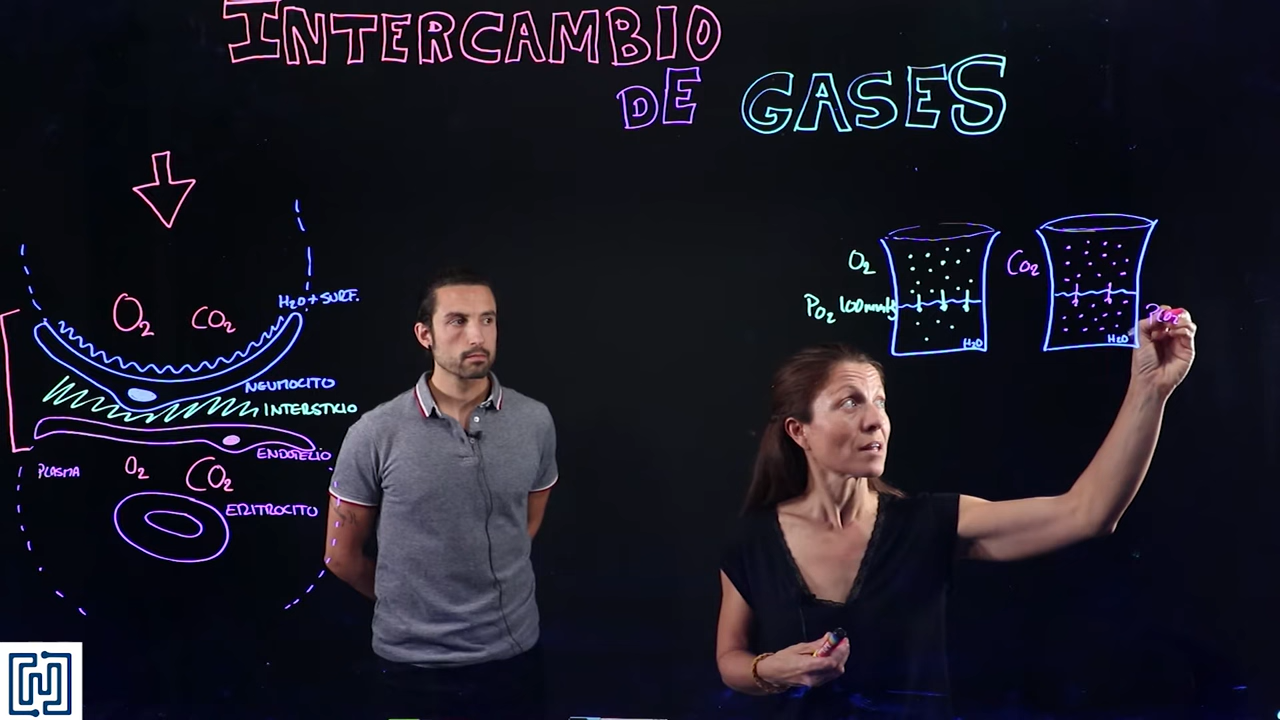 INTERCAMBIO
DE GASES
O₂ CO₂
H₂O + SURF.
NEUMOCITO
INTERSTICIO
ENDOTELIO
PLASMA O₂ CO₂
ERITROCITO
O₂
PO₂ 100mmHg
H₂O
CO₂
PCO₂
H₂O